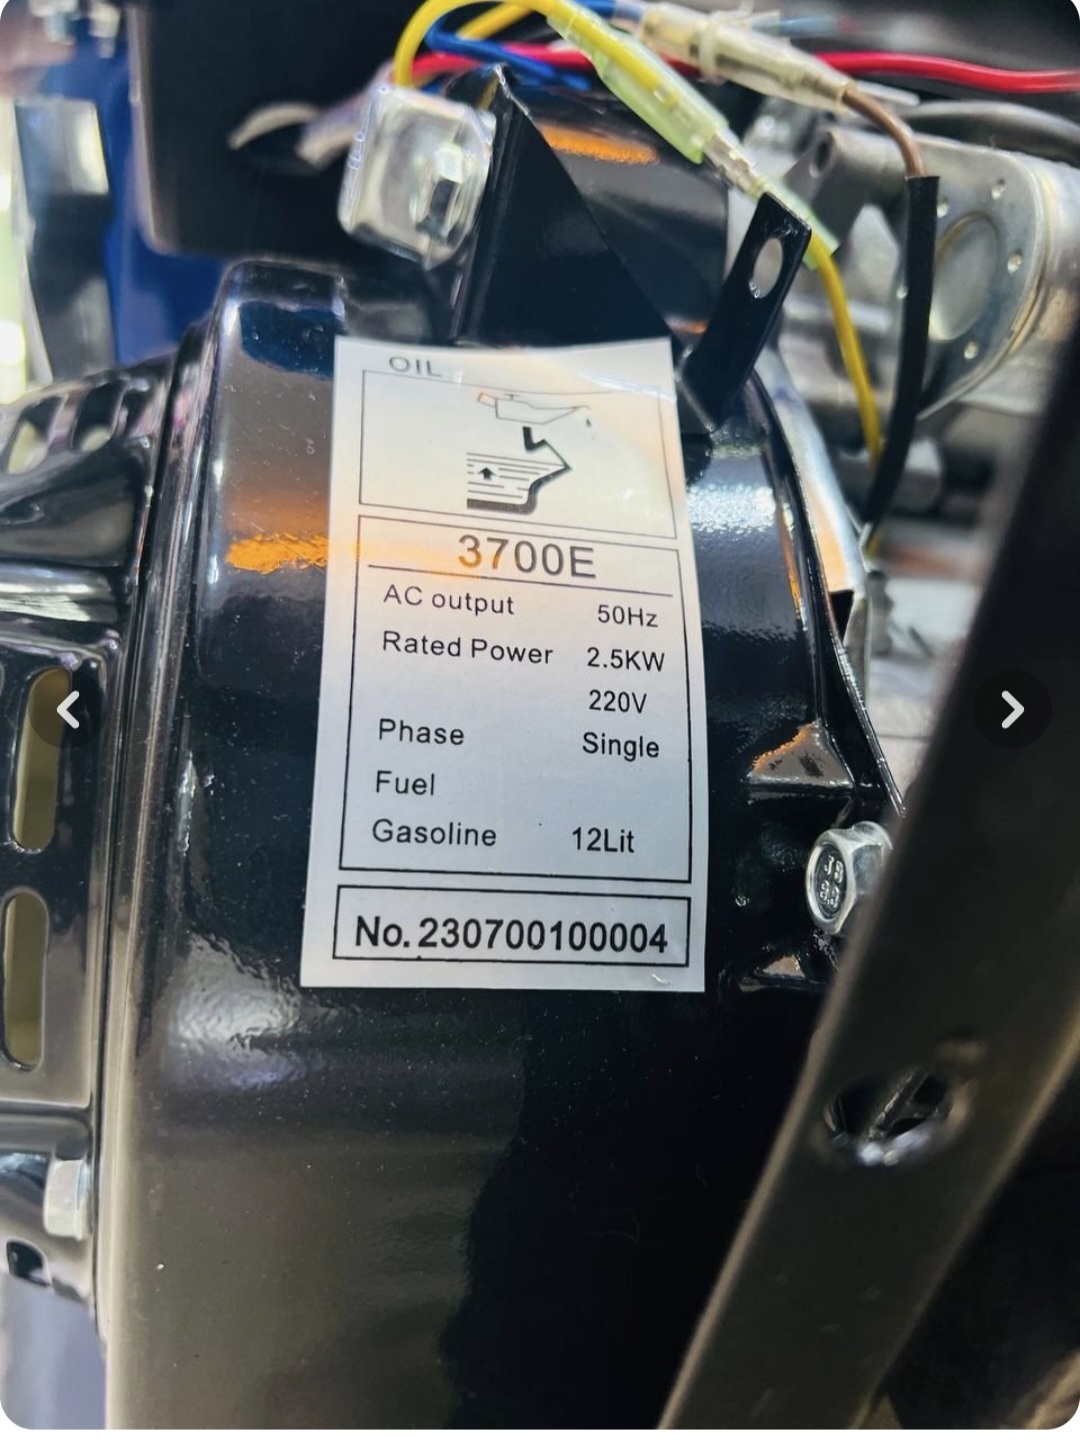 OIL
3700E
AC output 50Hz
Rated Power 2.5KW
220V
Phase Single
Fuel
Gasoline 12Lit
No. 230700100004